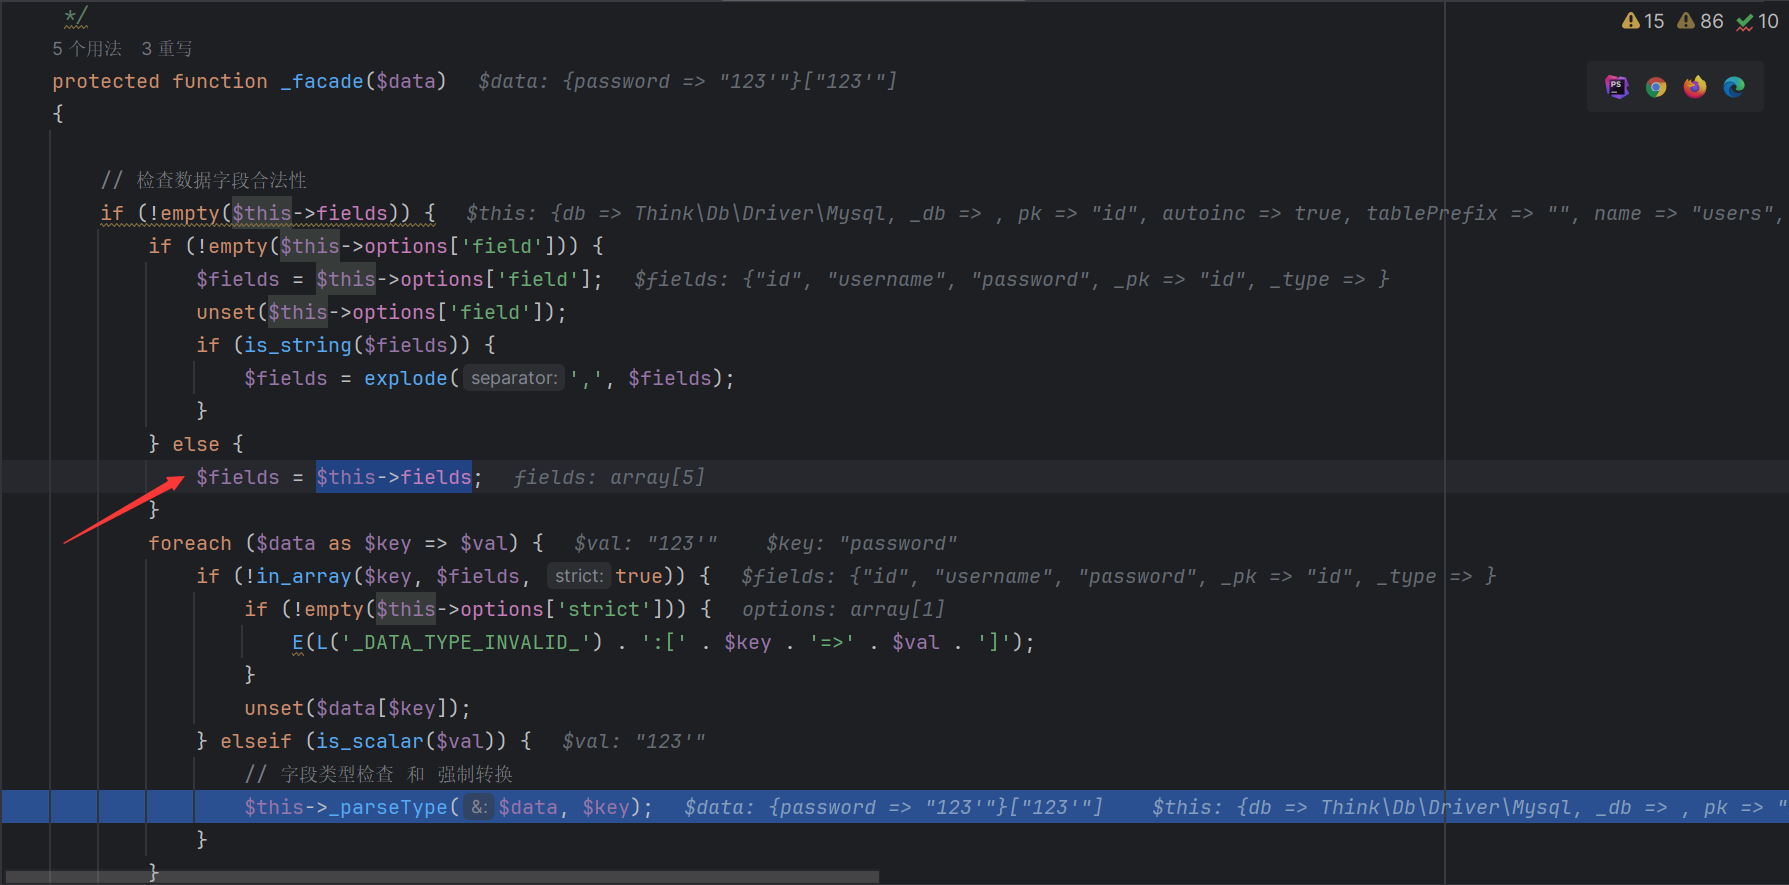 */
15 86 10
5 个用法 3 重写
protected function _facade($data) $data: {password => "123'"}["123'"]
{
PS
// 检查数据字段合法性
if (!empty($this->fields)) { $this: {db => Think\Db\Driver\Mysql, _db => , pk => "id", autoinc => true, tablePrefix => "", name => "users",
if (!empty($this->options['field'])) {
$fields = $this->options['field']; $fields: {"id", "username", "password", _pk => "id", _type => }
unset($this->options['field']);
if (is_string($fields)) {
$fields = explode( separator: ',', $fields);
}
} else {
$fields = $this->fields; fields: array[5]
}
foreach ($data as $key => $val) { $val: "123'" $key: "password"
if (!in_array($key, $fields, strict: true)) { $fields: {"id", "username", "password", _pk => "id", _type => }
if (!empty($this->options['strict'])) { options: array[1]
E(L('_DATA_TYPE_INVALID_') . ':[' . $key . '=>' . $val . ']');
}
unset($data[$key]);
} elseif (is_scalar($val)) { $val: "123'"
// 字段类型检查 和 强制转换
$this->_parseType( &: $data, $key); $data: {password => "123'"}["123'"] $this: {db => Think\Db\Driver\Mysql, _db => , pk => "
}
}